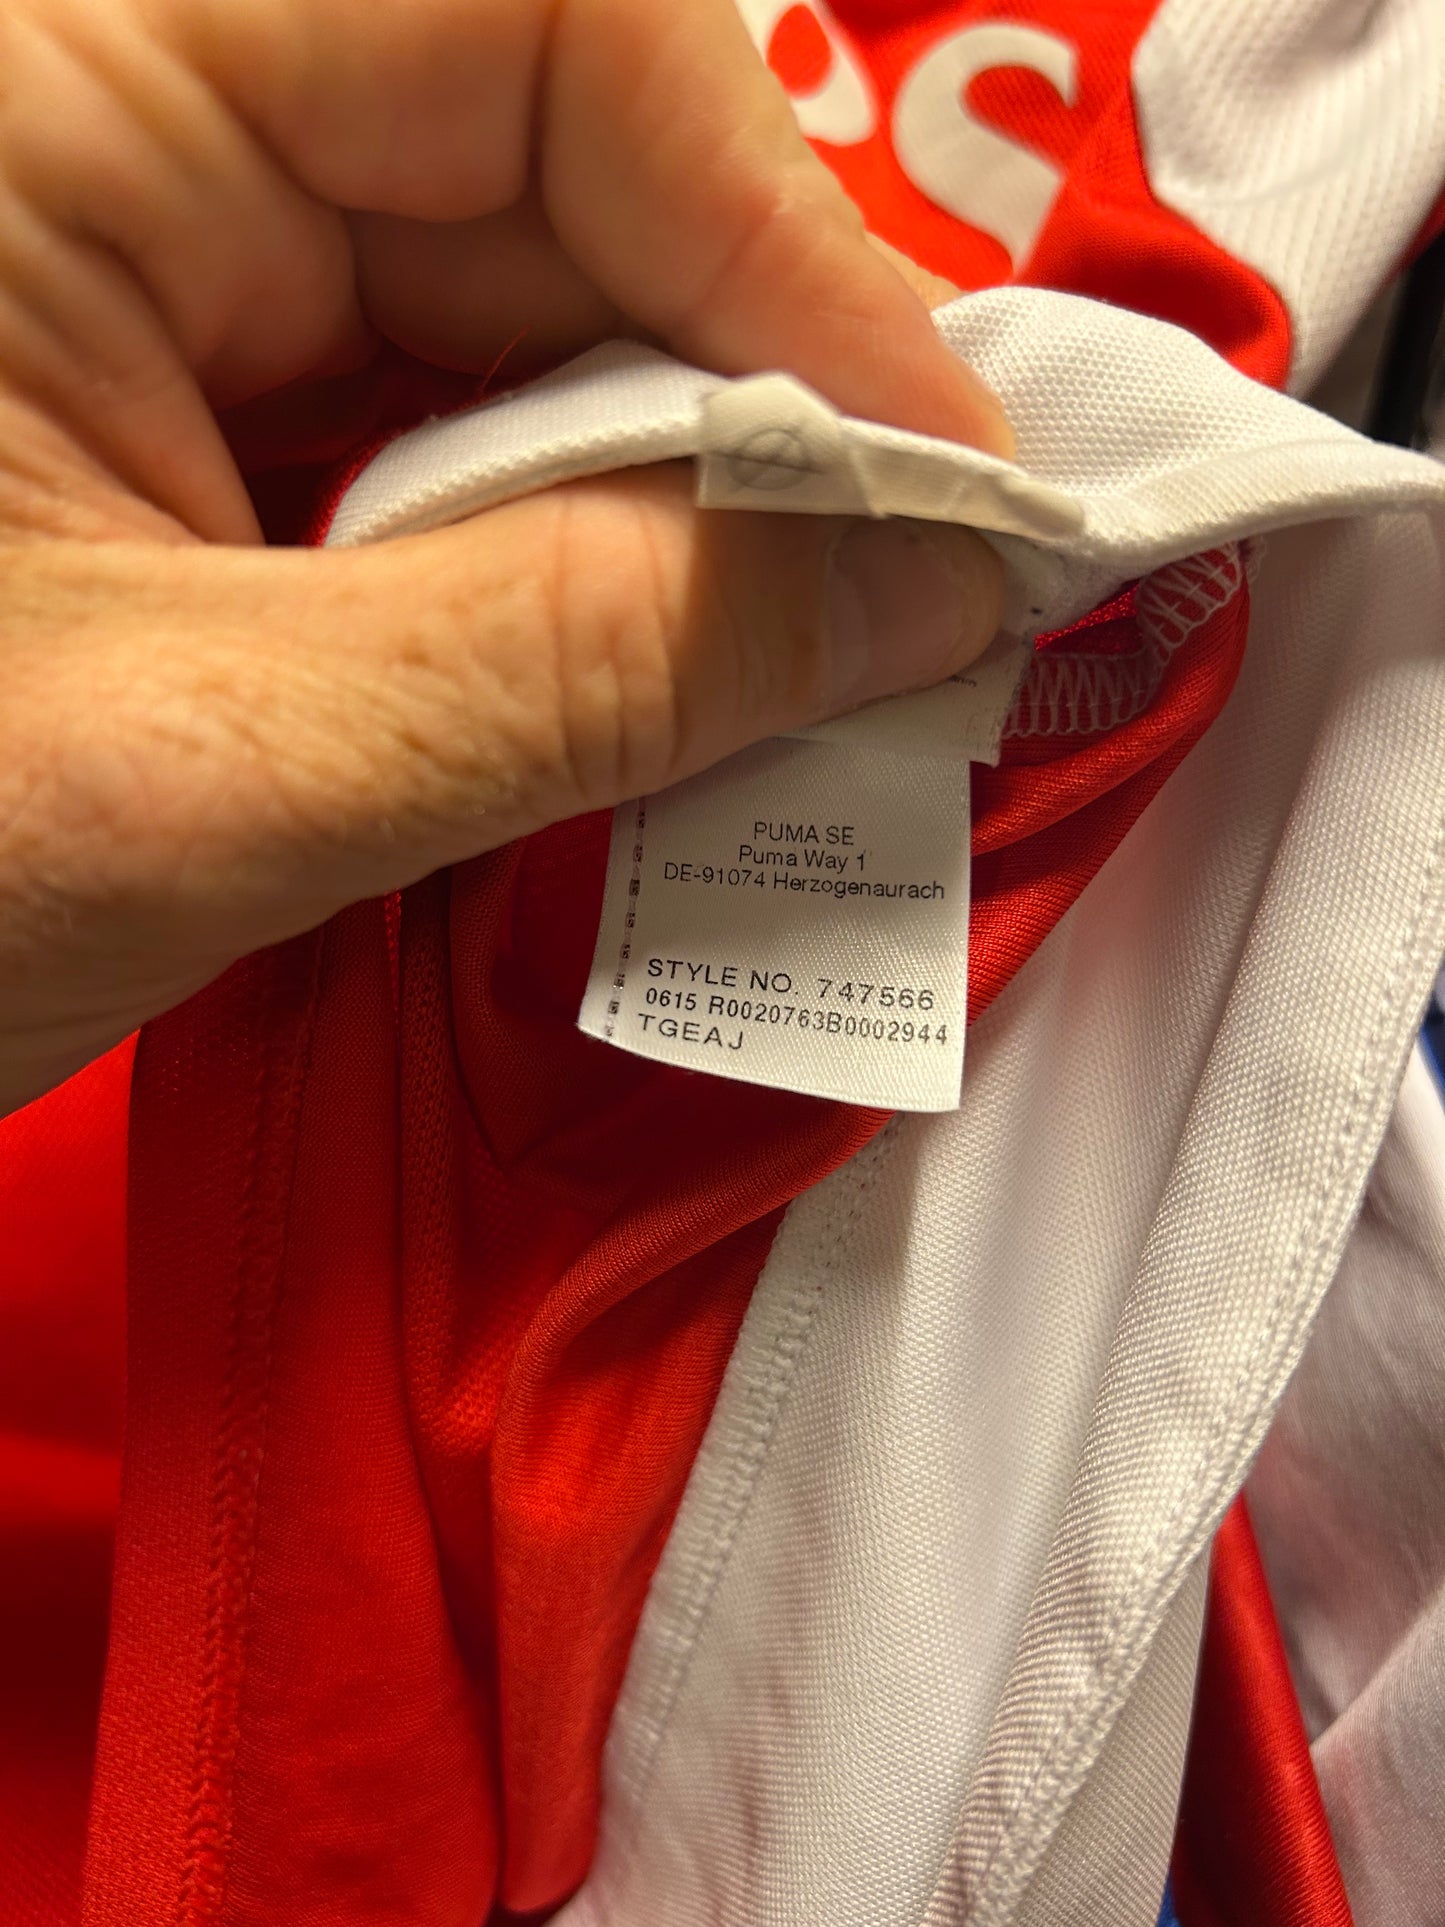 PUMA SE
Puma Way 1
DE-91074 Herzogenaurach
STYLE NO. 747566
0615 R0020763B0002944
TGEAJ